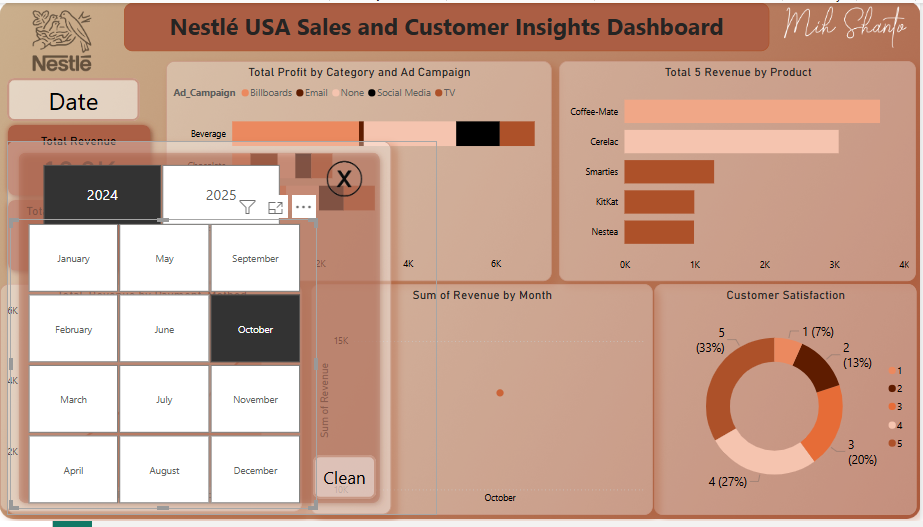 Nestlé USA Sales and Customer Insights Dashboard
Mih Shanto
Nestlé
Date
Total Revenue
Total Profit by Category and Ad Campaign
Ad_Campaign Billboards Email None Social Media TV
Beverage
Chocolate
2K 4K 6K
Total 5 Revenue by Product
Coffee-Mate
Cerelac
Smarties
KitKat
Nestea
0K 1K 2K 3K 4K
X
2024 2025
January May September
February June October
March July November
April August December
Clean
6K
4K
2K
Sum of Revenue by Month
15K
10K
Sum of Revenue
October
Customer Satisfaction
1 (7%)
2
(13%)
3
(20%)
4 (27%)
5
(33%)
1
2
3
4
5